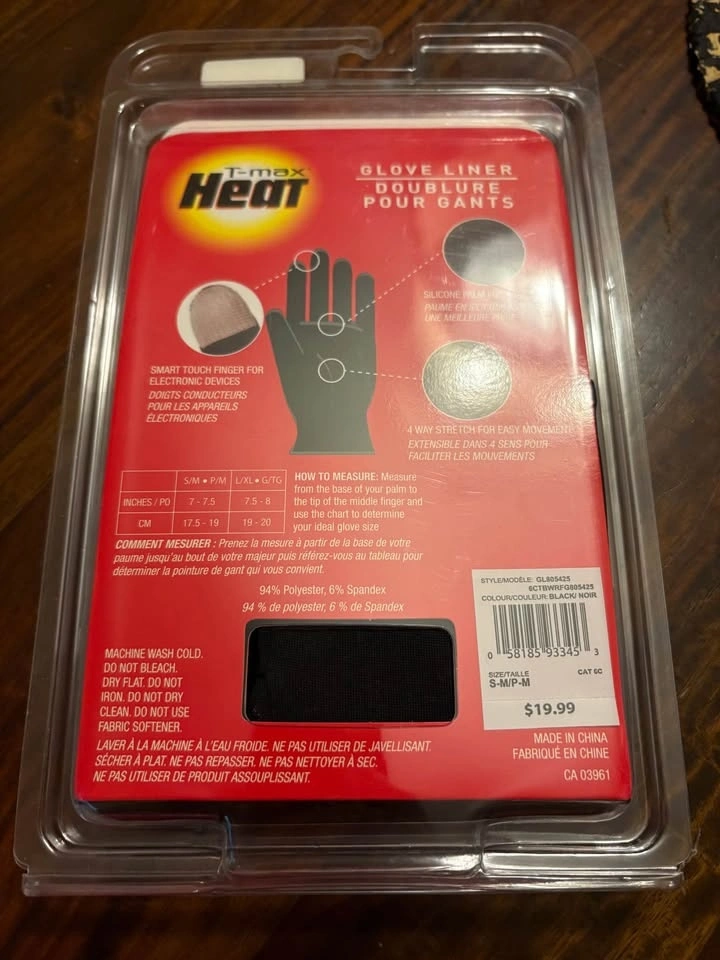 T-max
Heat
GLOVE LINER
DOUBLURE
POUR GANTS
SILICONE PALM
PAUME EN
UNE MEILLEURE
SMART TOUCH FINGER FOR
ELECTRONIC DEVICES
DOIGTS CONDUCTEURS
POUR LES APPAREILS
ÉLECTRONIQUES
4 WAY STRETCH FOR EASY MOVEMENT
EXTENSIBLE DANS 4 SENS POUR
FACILITER LES MOUVEMENTS
S/M • P/M L/XL • G/TG
INCHES / PO 7 - 7.5 7.5 - 8
CM 17.5 - 19 19 - 20
HOW TO MEASURE: Measure
from the base of your palm to
the tip of the middle finger and
use the chart to determine
your ideal glove size
COMMENT MESURER : Prenez la mesure à partir de la base de votre
paume jusqu'au bout de votre majeur puis référez-vous au tableau pour
déterminer la pointure de gant qui vous convient.
94% Polyester, 6% Spandex
94 % de polyester, 6 % de Spandex
STYLE/MODÈLE: GL805425
6CTBWRFG805425
COLOUR/COULEUR: BLACK/ NOIR
0 58185 93345 3
SIZE/TAILLE CAT 6C
S-M/P-M
$19.99
MACHINE WASH COLD.
DO NOT BLEACH.
DRY FLAT. DO NOT
IRON. DO NOT DRY
CLEAN. DO NOT USE
FABRIC SOFTENER.
LAVER À LA MACHINE À L'EAU FROIDE. NE PAS UTILISER DE JAVELLISANT.
SÉCHER À PLAT. NE PAS REPASSER. NE PAS NETTOYER À SEC.
NE PAS UTILISER DE PRODUIT ASSOUPLISSANT.
MADE IN CHINA
FABRIQUÉ EN CHINE
CA 03961